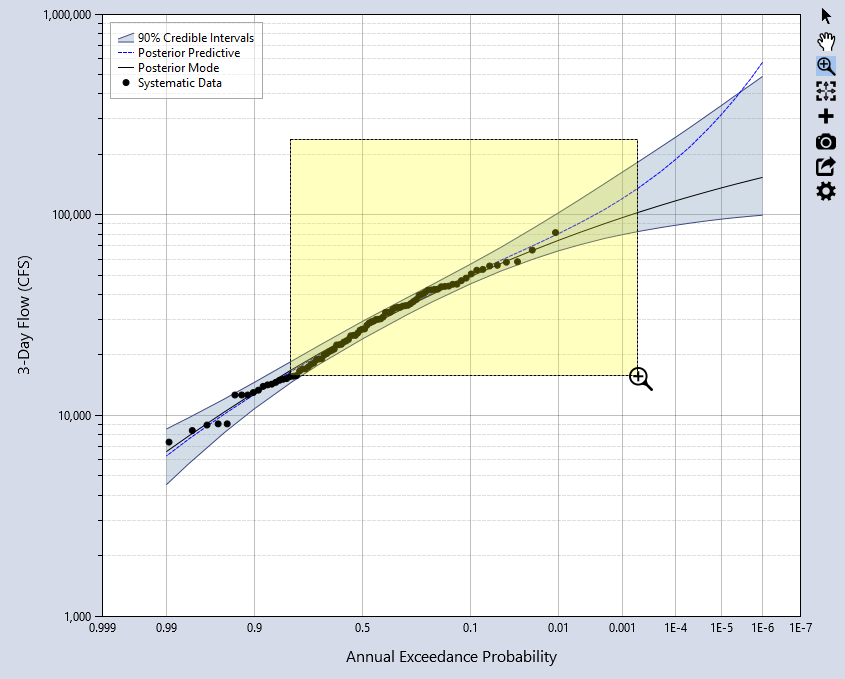 1,000,000
90% Credible Intervals
Posterior Predictive
Posterior Mode
Systematic Data
100,000
3-Day Flow (CFS)
10,000
1,000
0.999 0.99 0.9 0.5 0.1 0.01 0.001 1E-4 1E-5 1E-6 1E-7
Annual Exceedance Probability